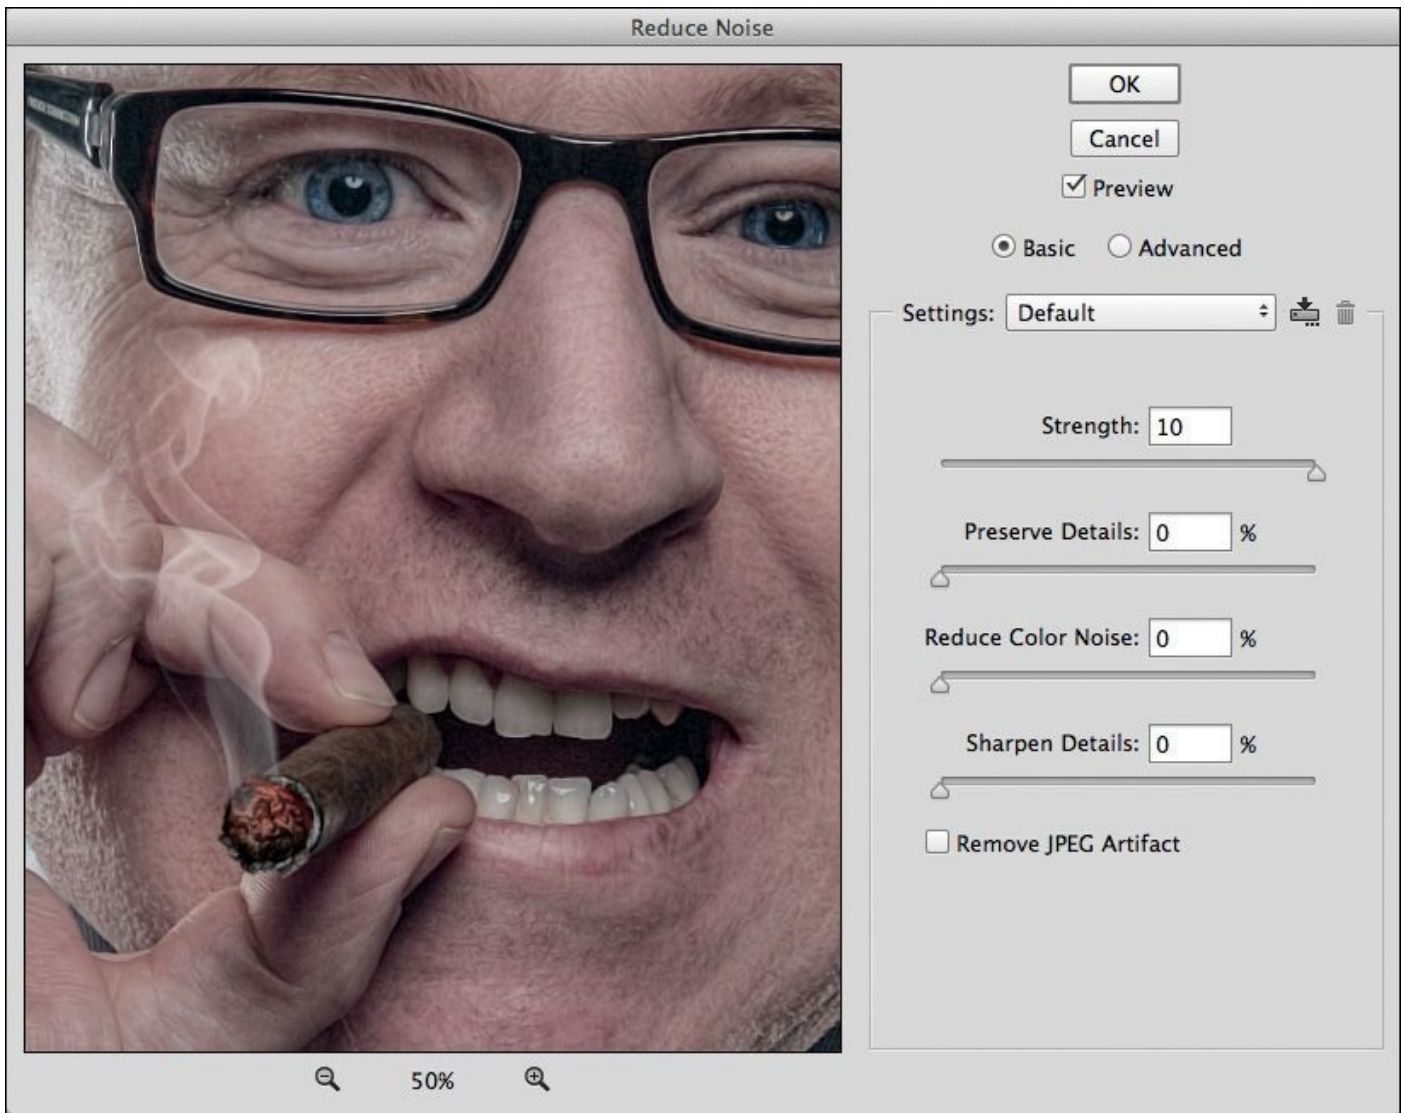 Reduce Noise
OK
Cancel
Preview
Basic Advanced
Settings: Default
Strength: 10
Preserve Details: 0 %
Reduce Color Noise: 0 %
Sharpen Details: 0 %
Remove JPEG Artifact
50%